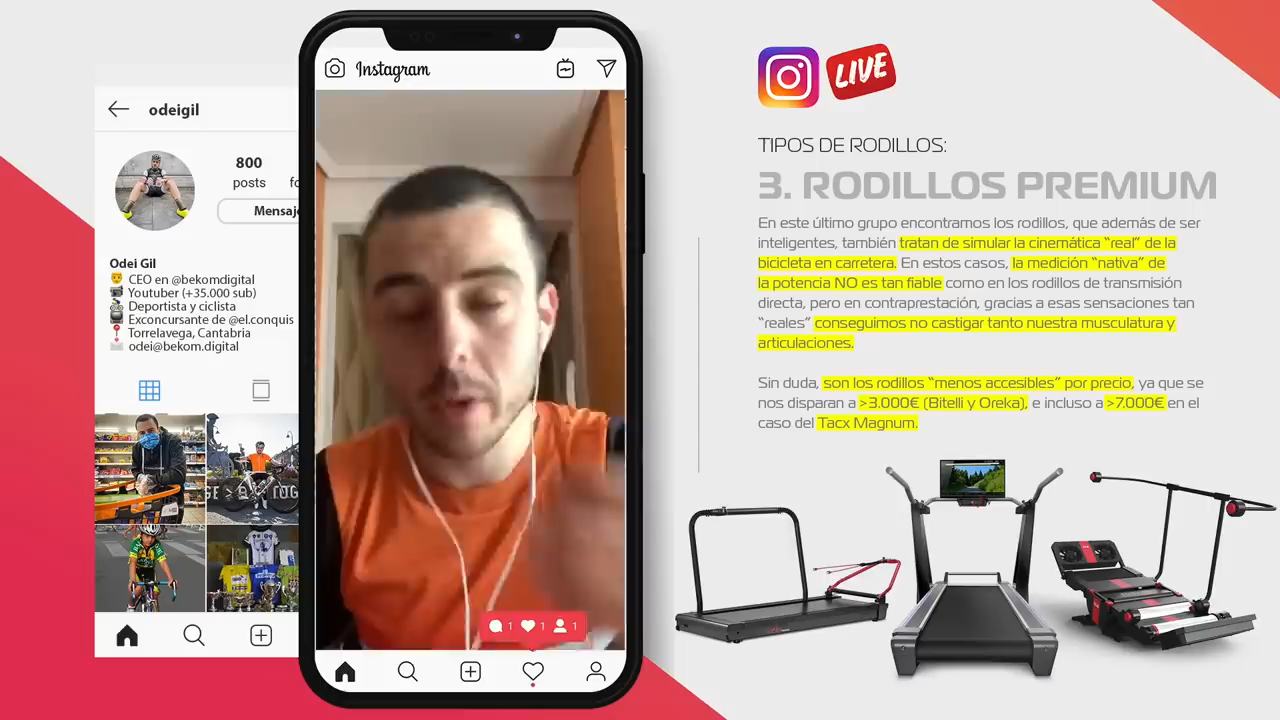 odeigil
800
posts
Mensaj
Odei Gil
CEO en @bekomdigital
Youtuber (+35.000 sub)
Deportista y ciclista
Exconcursante de @el.conquis
Torrelavega, Cantabria
odei@bekom.digital
Instagram
1 1 1
LIVE
TIPOS DE RODILLOS:
3. RODILLOS PREMIUM
En este último grupo encontramos los rodillos, que además de ser
inteligentes, también tratan de simular la cinemática “real” de la
bicicleta en carretera. En estos casos, la medición “nativa” de
la potencia NO es tan fiable como en los rodillos de transmisión
directa, pero en contraprestación, gracias a esas sensaciones tan
“reales” conseguimos no castigar tanto nuestra musculatura y
articulaciones.
Sin duda, son los rodillos “menos accesibles” por precio, ya que se
nos disparan a >3.000€ (Bitelli y Oreka), e incluso a >7.000€ en el
caso del Tacx Magnum.